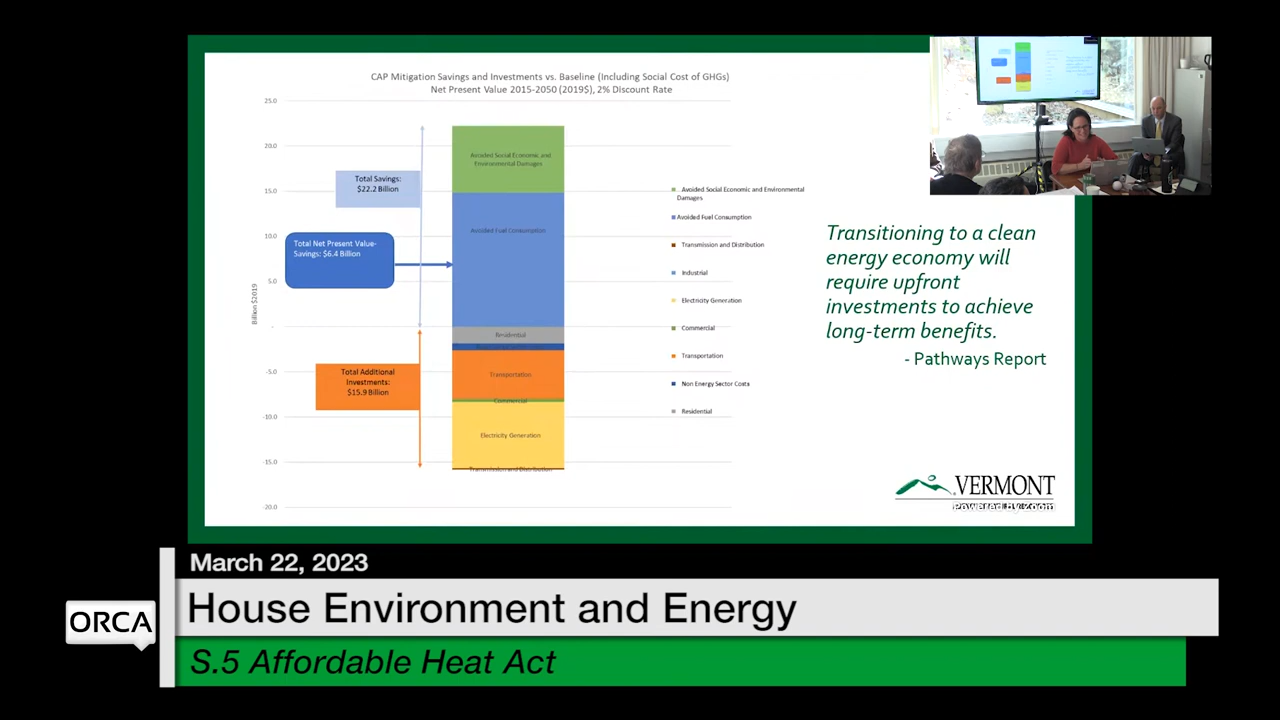 CAP Mitigation Savings and Investments vs. Baseline (Including Social Cost of GHGs)
Net Present Value 2015-2050 (2019$), 2% Discount Rate
25.0
20.0
15.0
10.0
5.0
-
-5.0
-10.0
-15.0
-20.0
Billion $2019
Total Savings:
$22.2 Billion
Total Net Present Value-
Savings: $6.4 Billion
Total Additional
Investments:
$15.9 Billion
Avoided Social Economic and
Environmental Damages
Avoided Fuel Consumption
Residential
Transportation
Commercial
Electricity Generation
Transmission and Distribution
Avoided Social Economic and Environmental
Damages
Avoided Fuel Consumption
Transmission and Distribution
Industrial
Electricity Generation
Commercial
Transportation
Non Energy Sector Costs
Residential
Transitioning to a clean
energy economy will
require upfront
investments to achieve
long-term benefits.
- Pathways Report
VERMONT
Powered by Zoom
March 22, 2023
ORCA
House Environment and Energy
S.5 Affordable Heat Act